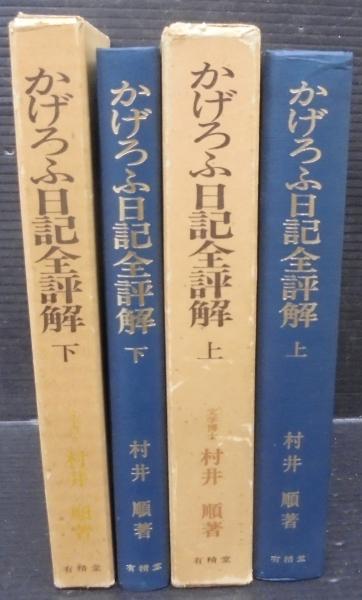 かげろふ日記全評解 上
村井 順著
有精堂
かげろふ日記全評解 上
文学博士 村井 順著
有精堂
かげろふ日記全評解 下
村井 順著
有精堂
かげろふ日記全評解 下
村井 順著
有精堂